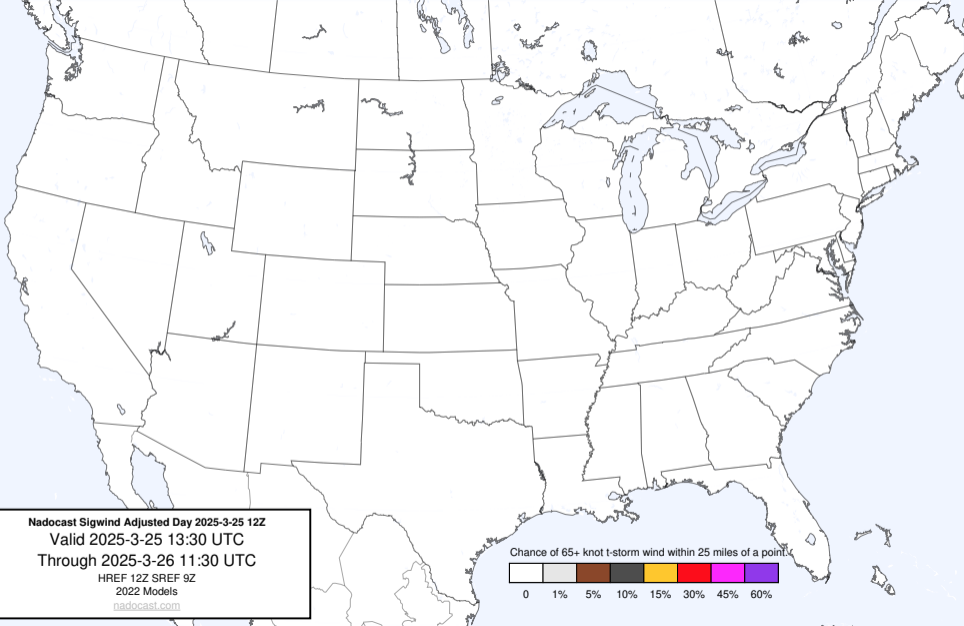 Nadocast Sigwind Adjusted Day 2025-3-25 12Z
Valid 2025-3-25 13:30 UTC
Through 2025-3-26 11:30 UTC
HREF 12Z SREF 9Z
2022 Models
nadocast.com
Chance of 65+ knot t-storm wind within 25 miles of a point.
0 1% 5% 10% 15% 30% 45% 60%